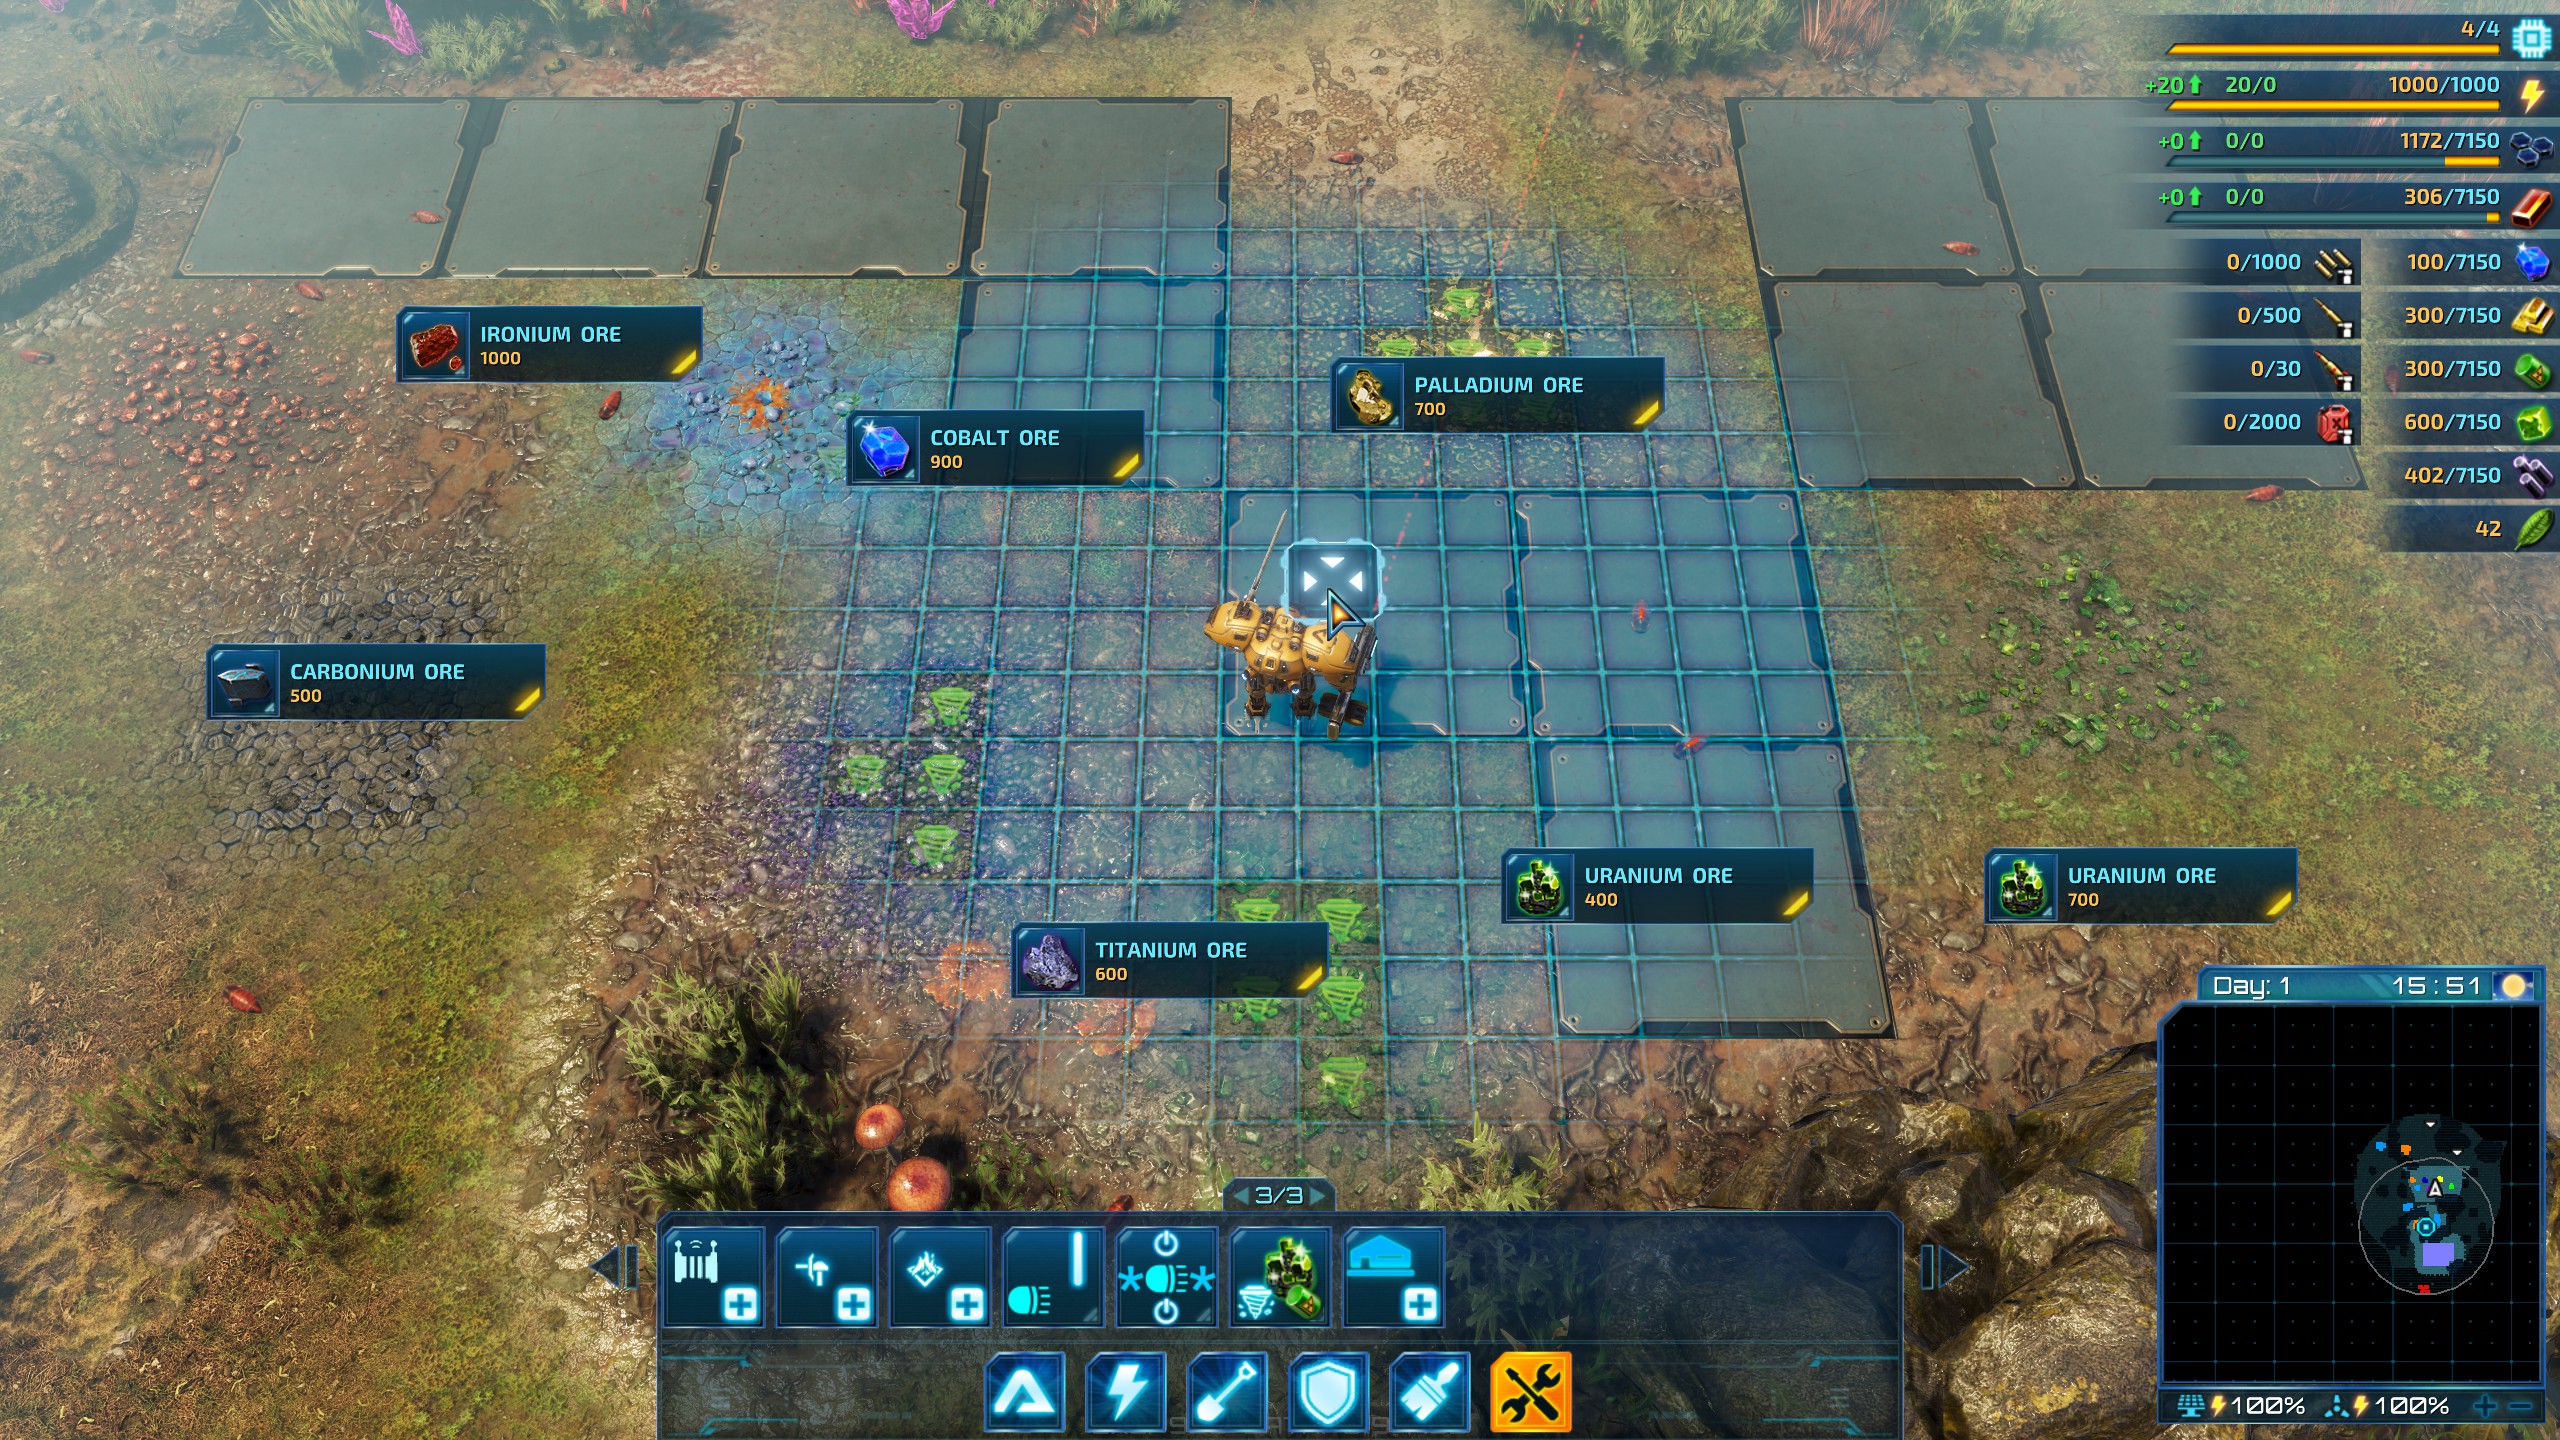 4/4
+20 20/0 1000/1000
+0 0/0 1172/7150
+0 0/0 306/7150
0/1000 100/7150
0/500 300/7150
0/30 300/7150
0/2000 600/7150
402/7150
42
IRONIUM ORE
1000
PALLADIUM ORE
700
COBALT ORE
900
CARBONIUM ORE
500
URANIUM ORE
400
URANIUM ORE
700
TITANIUM ORE
600
Day: 1 15:51
3/3
100% 100%